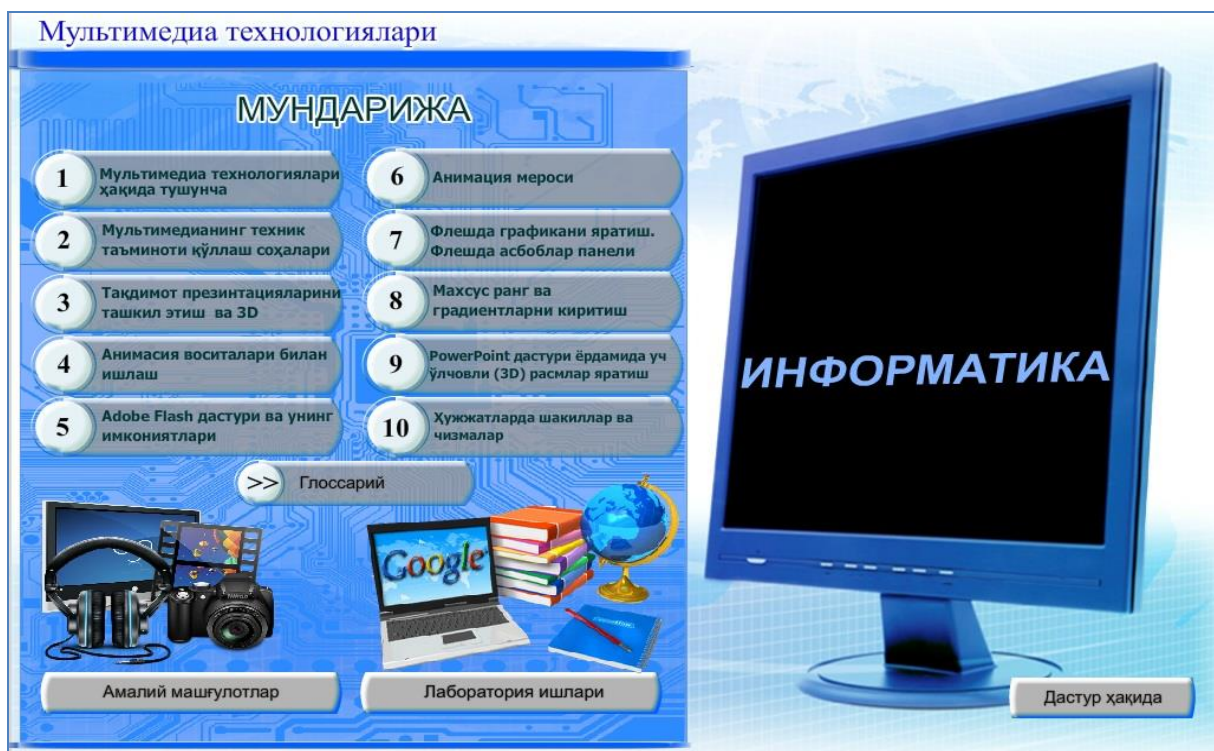 Мультимедиа технологиялари
МУНДАРИЖА
1
Мультимедиа технологиялари
ҳақида тушунча
2
Мультимедианинг техник
таъминоти қўллаш соҳалари
3
Тақдимот презинтацияларини
ташкил этиш ва 3D
4
Анимасия воситалари билан
ишлаш
5
Adobe Flash дастури ва унинг
имкониятлари
6
Анимация мероси
7
Флешда графикани яратиш.
Флешда асбоблар панели
8
Махсус ранг ва
градиентларни киритиш
9
PowerPoint дастури ёрдамида уч
ўлчовли (3D) расмлар яратиш
10
Ҳужжатларда шакиллар ва
чизмалар
>> Глоссарий
Google
Амалий машғулотлар
Лаборатория ишлари
ИНФОРМАТИКА
Дастур ҳақида